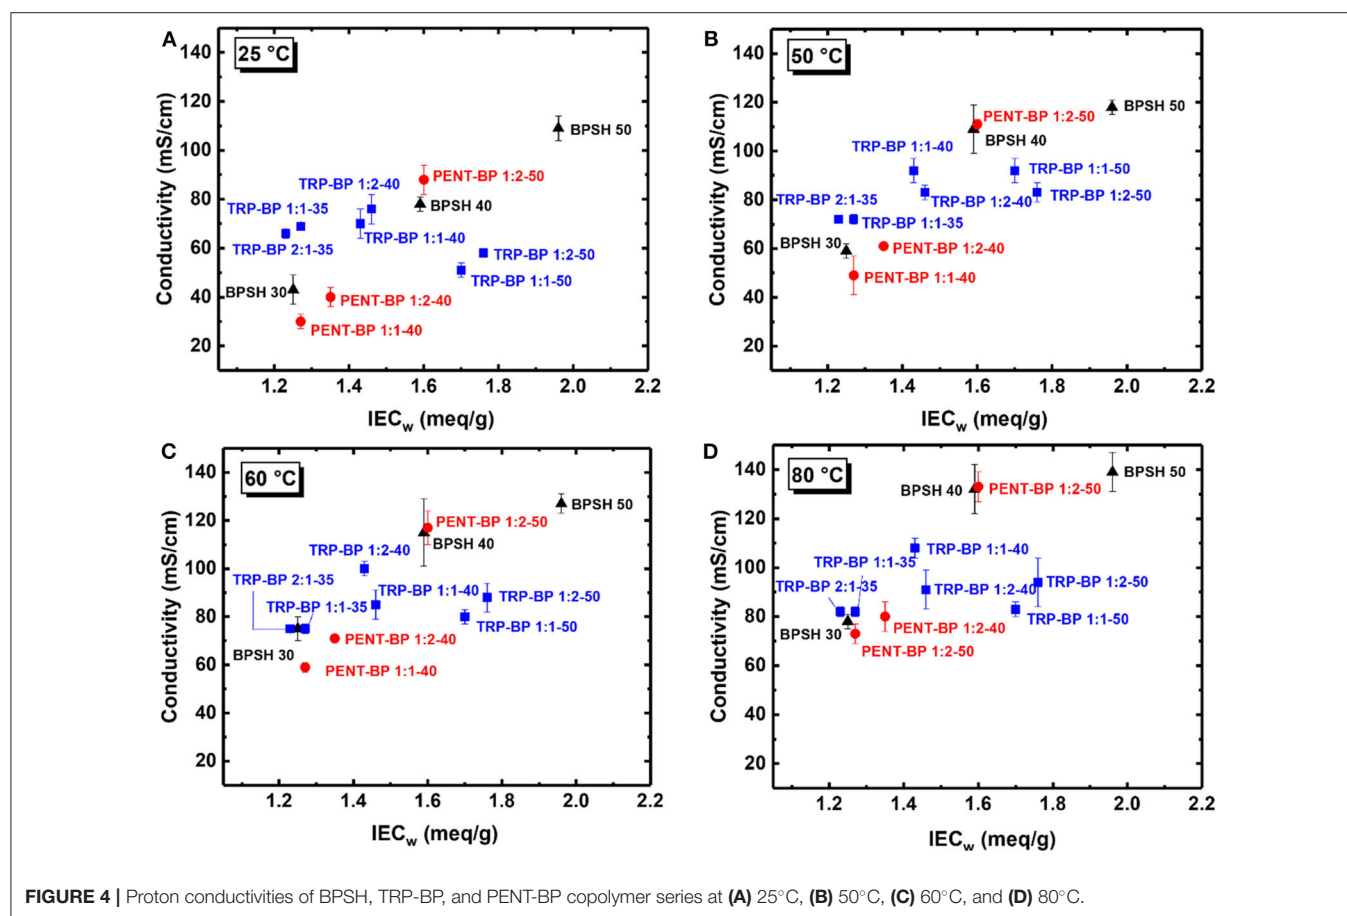 A
25 °C
140
120
100
80
60
40
20
Conductivity (mS/cm)
BPSH 50
PENT-BP 1:2-50
TRP-BP 1:2-40
BPSH 40
TRP-BP 1:1-35
TRP-BP 1:1-40
TRP-BP 2:1-35
TRP-BP 1:2-50
TRP-BP 1:1-50
BPSH 30
PENT-BP 1:2-40
PENT-BP 1:1-40
1.2 1.4 1.6 1.8 2.0 2.2
IECw (meq/g)
B
50 °C
140
120
100
80
60
40
20
Conductivity (mS/cm)
BPSH 50
PENT-BP 1:2-50
BPSH 40
TRP-BP 1:1-40
TRP-BP 1:1-50
TRP-BP 2:1-35
TRP-BP 1:2-40
TRP-BP 1:2-50
TRP-BP 1:1-35
BPSH 30
PENT-BP 1:2-40
PENT-BP 1:1-40
1.2 1.4 1.6 1.8 2.0 2.2
IECw (meq/g)
C
60 °C
140
120
100
80
60
40
20
Conductivity (mS/cm)
BPSH 50
PENT-BP 1:2-50
BPSH 40
TRP-BP 1:2-40
TRP-BP 2:1-35
TRP-BP 1:1-40
TRP-BP 1:2-50
TRP-BP 1:1-35
TRP-BP 1:1-50
PENT-BP 1:2-40
BPSH 30
PENT-BP 1:1-40
1.2 1.4 1.6 1.8 2.0 2.2
IECw (meq/g)
D
80 °C
140
120
100
80
60
40
20
Conductivity (mS/cm)
BPSH 50
BPSH 40
PENT-BP 1:2-50
TRP-BP 1:1-35
TRP-BP 1:1-40
TRP-BP 2:1-35
TRP-BP 1:2-40
TRP-BP 1:2-50
TRP-BP 1:1-50
BPSH 30
PENT-BP 1:2-40
PENT-BP 1:2-50
1.2 1.4 1.6 1.8 2.0 2.2
IECw (meq/g)
FIGURE 4 | Proton conductivities of BPSH, TRP-BP, and PENT-BP copolymer series at (A) 25°C, (B) 50°C, (C) 60°C, and (D) 80°C.